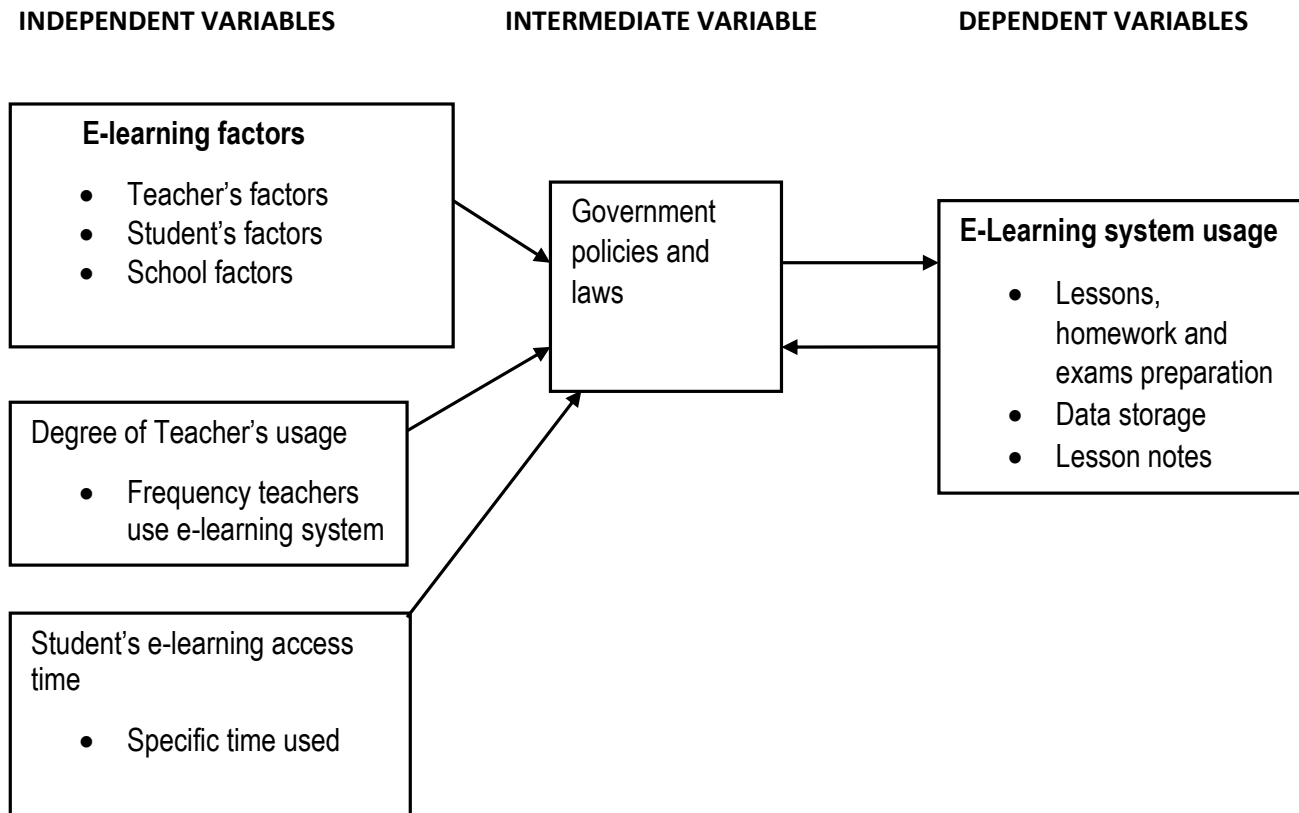 INDEPENDENT VARIABLES
INTERMEDIATE VARIABLE
DEPENDENT VARIABLES
E-learning factors
• Teacher’s factors
• Student’s factors
• School factors
Degree of Teacher’s usage
• Frequency teachers
use e-learning system
Student’s e-learning access
time
• Specific time used
Government
policies and
laws
E-Learning system usage
• Lessons,
homework and
exams preparation
• Data storage
• Lesson notes